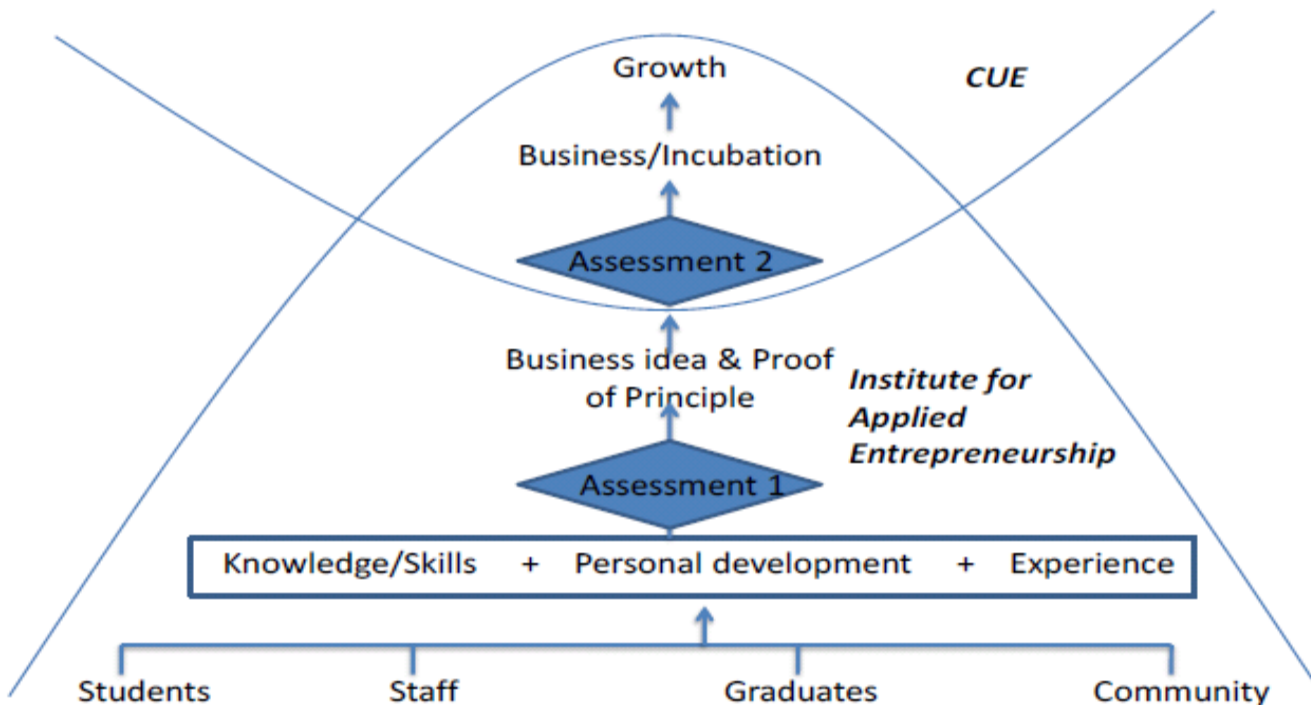 Growth
CUE
Business/Incubation
Assessment 2
Business idea & Proof
of Principle
Institute for
Applied
Entrepreneurship
Assessment 1
Knowledge/Skills + Personal development + Experience
Students Staff Graduates Community